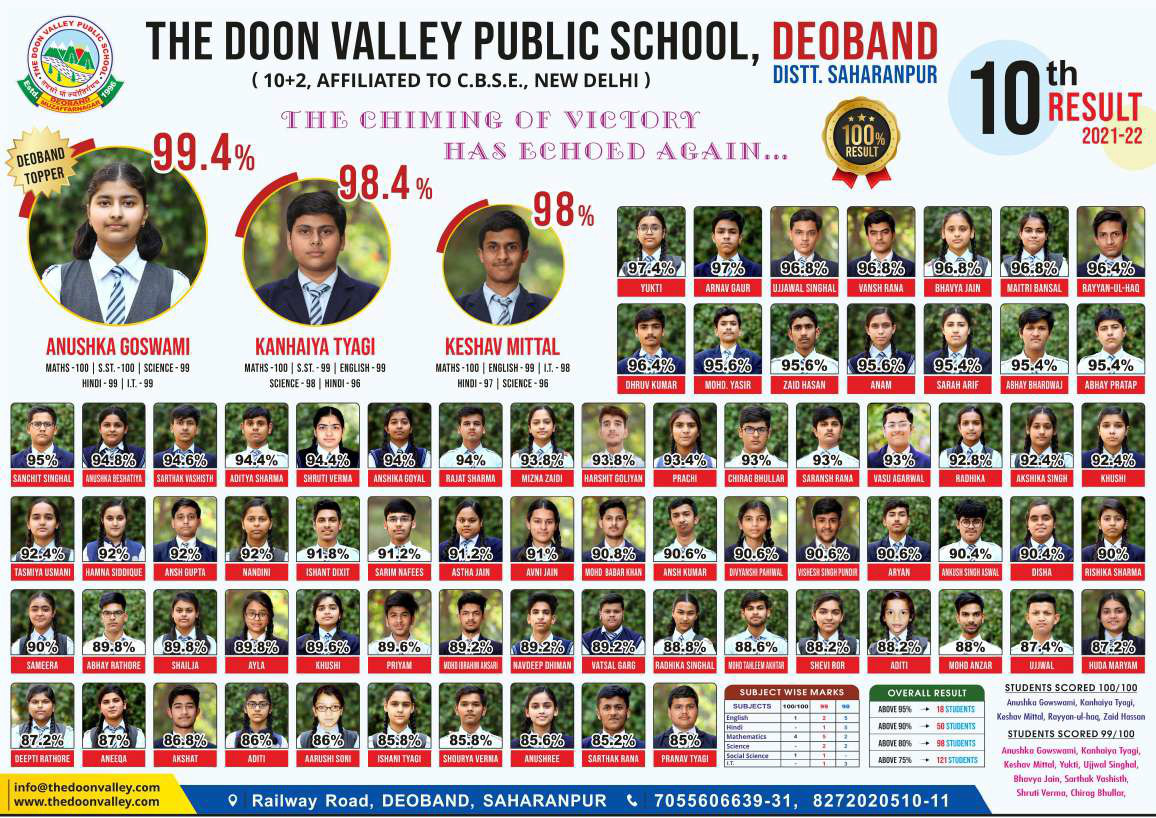 THE DOON VALLEY PUBLIC SCHOOL, DEOBAND
THE DOON VALLEY PUBLIC SCHOOL
तमसो मा ज्योतिर्गमय
Estd. DEOBAND 1996
MUZAFFARNAGAR
( 10+2, AFFILIATED TO C.B.S.E., NEW DELHI )
DISTT. SAHARANPUR
10th
RESULT
2021-22
THE CHIMING OF VICTORY
HAS ECHOED AGAIN...
100%
RESULT
DEOBAND
TOPPER
99.4%
98.4 %
98 %
ANUSHKA GOSWAMI
MATHS -100 | S.ST. -100 | SCIENCE - 99
HINDI - 99 | I.T. - 99
KANHAIYA TYAGI
MATHS -100 | S.ST. - 99 | ENGLISH - 99
SCIENCE - 98 | HINDI - 96
KESHAV MITTAL
MATHS -100 | ENGLISH - 99 | I.T. - 98
HINDI - 97 | SCIENCE - 96
97.4% 97% 96.8% 96.8% 96.8% 96.8% 96.4%
YUKTI ARNAV GAUR UJJAWAL SINGHAL VANSH RANA BHAVYA JAIN MAITRI BANSAL RAYYAN-UL-HAQ
96.4% 95.6% 95.6% 95.6% 95.4% 95.4% 95.4%
DHRUV KUMAR MOHD. YASIR ZAID HASAN ANAM SARAH ARIF ABHAY BHARDWAJ ABHAY PRATAP
95% 94.8% 94.6% 94.4% 94.4% 94% 94% 93.8% 93.8% 93.4% 93% 93% 93% 92.8% 92.4% 92.4%
SANCHIT SINGHAL ANUSHKA BESHATIYA SARTHAK VASHISTH ADITYA SHARMA SHRUTI VERMA ANSHIKA GOYAL RAJAT SHARMA MIZNA ZAIDI HARSHIT GOLIYAN PRACHI CHIRAG BHULLAR SARANSH RANA VASU AGARWAL RADHIKA AKSHIKA SINGH KHUSHI
92.4% 92% 92% 92% 91.8% 91.2% 91.2% 91% 90.8% 90.6% 90.6% 90.6% 90.6% 90.4% 90.4% 90%
TASMIYA USMANI HAMNA SIDDIQUE ANSH GUPTA NANDINI ISHANT DIXIT SARIM NAFEES ASTHA JAIN AVNI JAIN MOHD BABAR KHAN ANSH KUMAR DIVYANSHI PAHIWAL VISHESH SINGH PUNDIR ARYAN ANKUSH SINGH ASWAL DISHA RISHIKA SHARMA
90% 89.8% 89.8% 89.8% 89.6% 89.6% 89.2% 89.2% 89.2% 88.8% 88.6% 88.2% 88.2% 88% 87.4% 87.2%
SAMEERA ABHAY RATHORE SHAILJA AYLA KHUSHI PRIYAM MOHD IBRAHIM ANSARI NAVDEEP DHIMAN VATSAL GARG RADHIKA SINGHAL MOHD TAHLEEM AKHTAR SHEVI ROR ADITI MOHD ANZAR UJJWAL HUDA MARYAM
87.2% 87% 86.8% 86% 86% 85.8% 85.8% 85.6% 85.2% 85%
DEEPTI RATHORE ANEEQA AKSHAT ADITI AARUSHI SONI ISHANI TYAGI SHOURYA VERMA ANUSHREE SARTHAK RANA PRANAV TYAGI
SUBJECT WISE MARKS
SUBJECTS 100/100 99 98
English 1 2 5
Hindi - 1 3
Mathematics 4 5 2
Science - 2 2
Social Science 1 1 -
I.T. - 1 3
OVERALL RESULT
ABOVE 95% 18 STUDENTS
ABOVE 90% 50 STUDENTS
ABOVE 80% 98 STUDENTS
ABOVE 75% 121 STUDENTS
STUDENTS SCORED 100/100
Anushka Gowswami, Kanhaiya Tyagi,
Keshav Mittal, Rayyan-ul-haq, Zaid Hassan
STUDENTS SCORED 99/100
Anushka Gowswami, Kanhaiya Tyagi,
Keshav Mittal, Yukti, Ujjwal Singhal,
Bhavya Jain, Sarthak Vashisth,
Shruti Verma, Chirag Bhullar,
info@thedoonvalley.com
www.thedoonvalley.com
Railway Road, DEOBAND, SAHARANPUR 7055606639-31, 8272020510-11